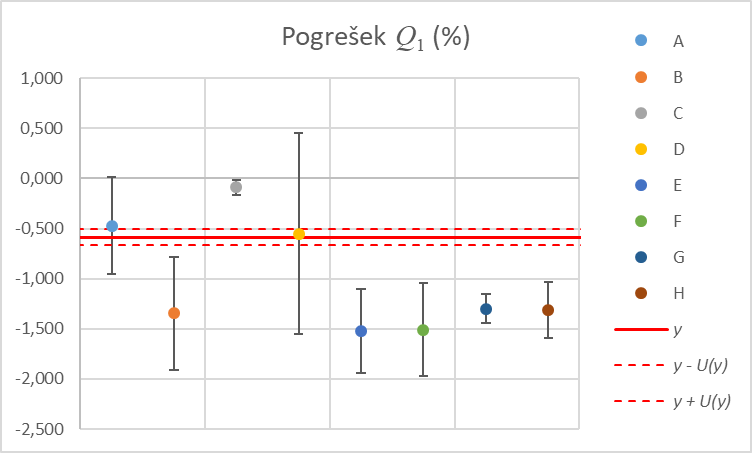 Pogrešek Q1 (%)
1,000
0,500
0,000
-0,500
-1,000
-1,500
-2,000
-2,500
A
B
C
D
E
F
G
H
y
y - U(y)
y + U(y)